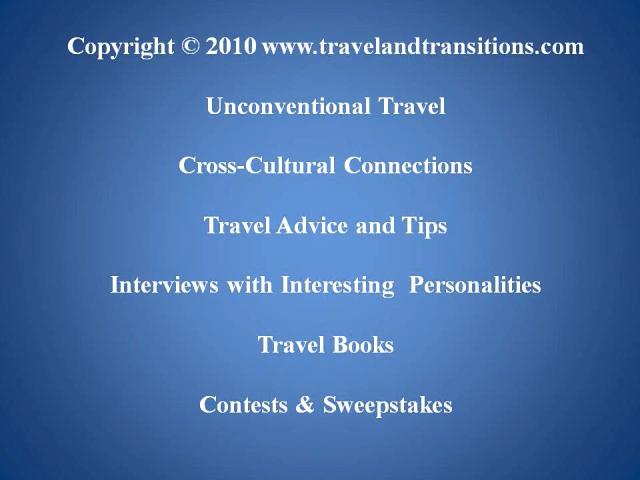 Copyright © 2010 www.travelandtransitions.com
Unconventional Travel
Cross-Cultural Connections
Travel Advice and Tips
Interviews with Interesting  Personalities
Travel Books
Contests & Sweepstakes